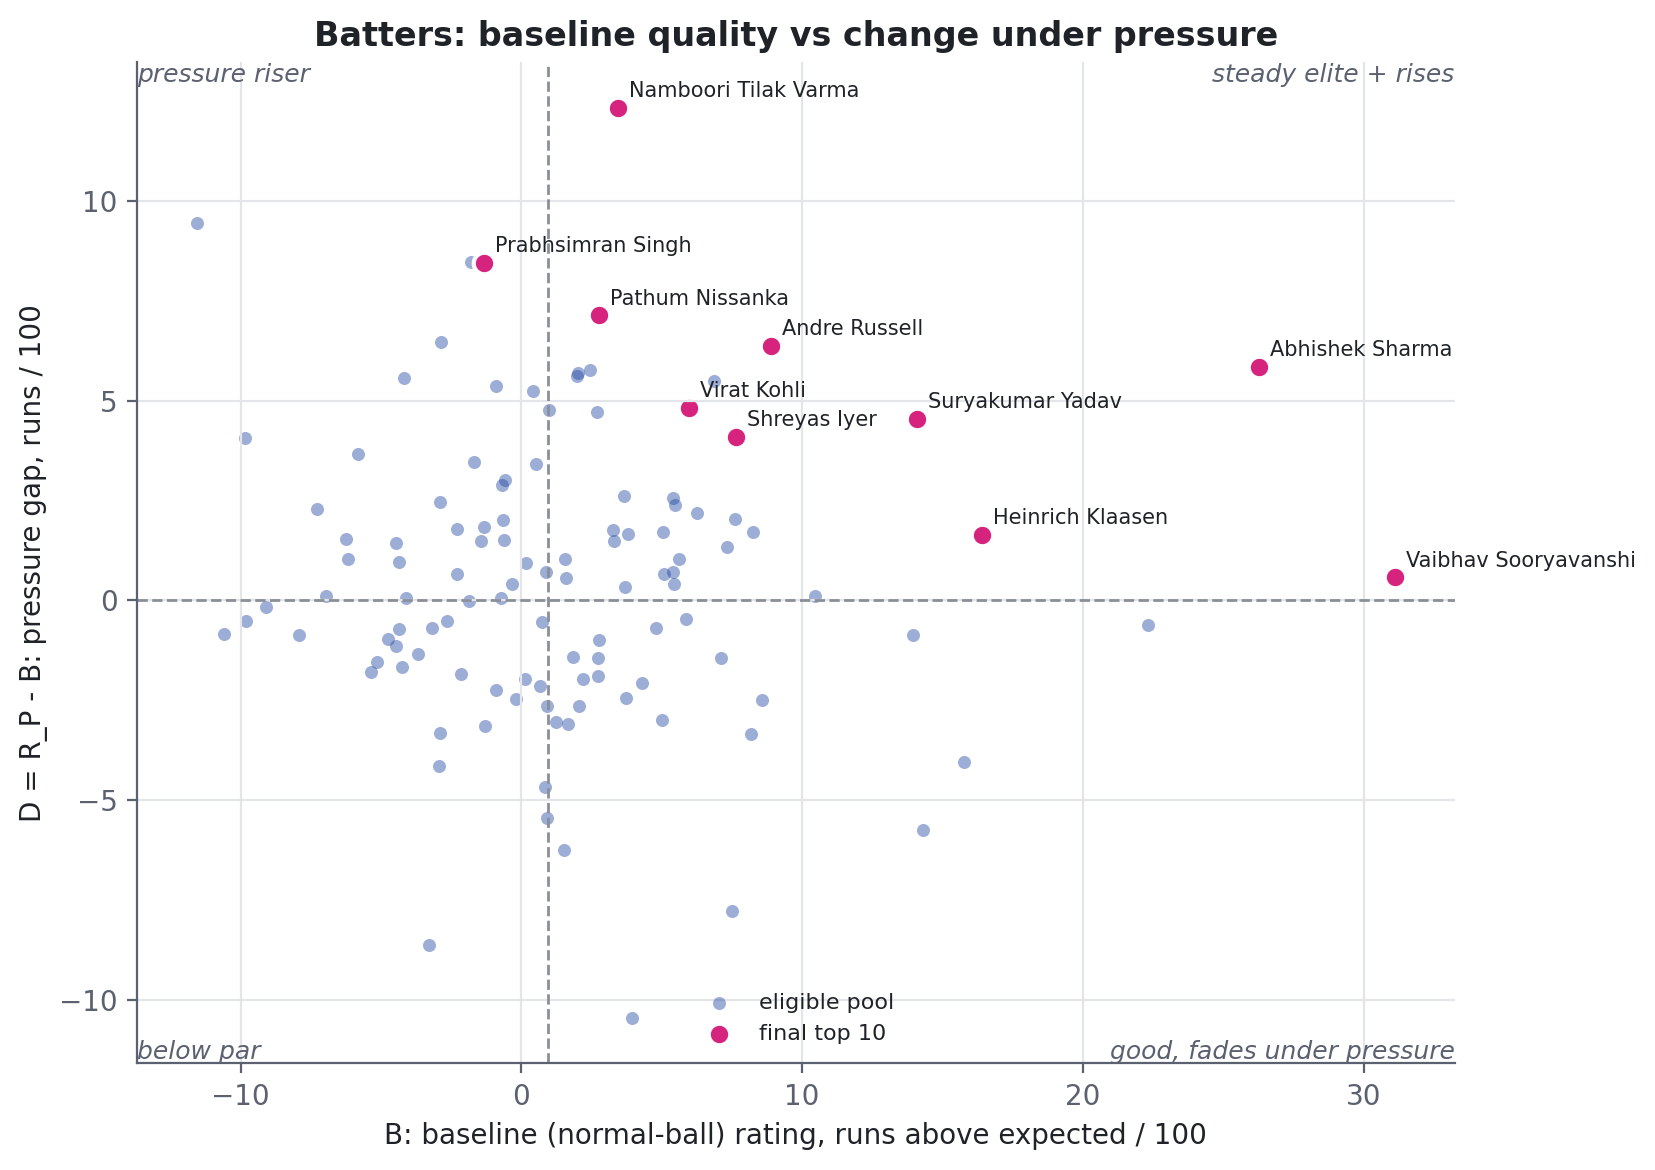 Batters: baseline quality vs change under pressure
pressure riser
steady elite + rises
Namboori Tilak Varma
10
Prabhsimran Singh
Pathum Nissanka
Andre Russell
Abhishek Sharma
Virat Kohli
5
Suryakumar Yadav
Shreyas Iyer
Heinrich Klaasen
Vaibhav Sooryavanshi
0
−5
−10
D = R_P - B: pressure gap, runs / 100
eligible pool
final top 10
below par
good, fades under pressure
−10
0
10
20
30
B: baseline (normal-ball) rating, runs above expected / 100